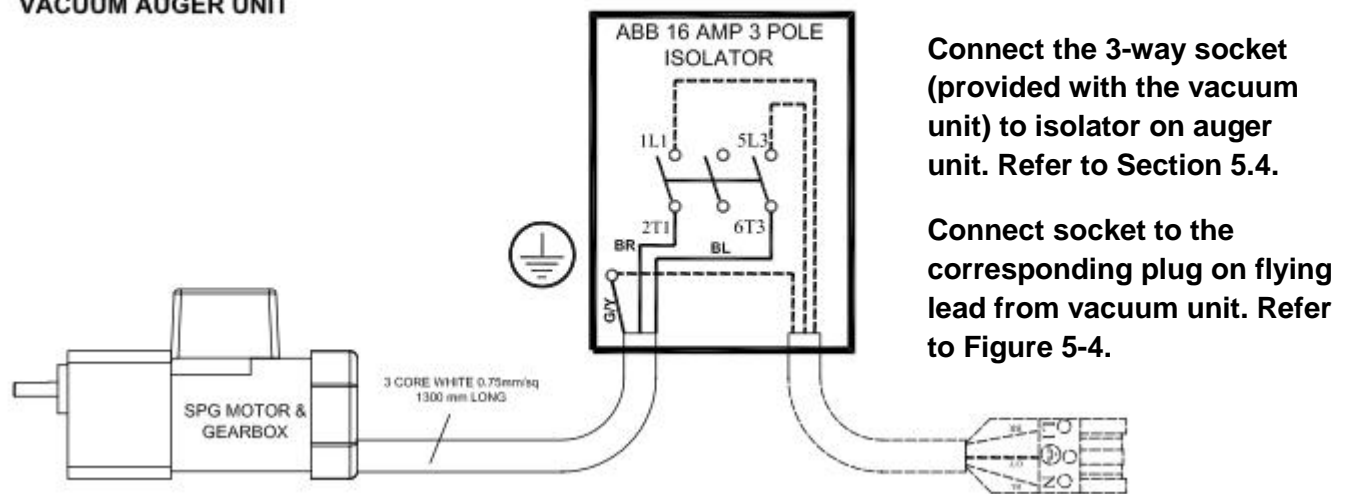 VACUUM AUGER UNIT
ABB 16 AMP 3 POLE
ISOLATOR
1L1
5L3
2T1
6T3
BR
BL
G/Y
SPG MOTOR &
GEARBOX
3 CORE WHITE 0.75mm/sq
1300 mm LONG
L
N
Connect the 3-way socket
(provided with the vacuum
unit) to isolator on auger
unit. Refer to Section 5.4.
Connect socket to the
corresponding plug on flying
lead from vacuum unit. Refer
to Figure 5-4.